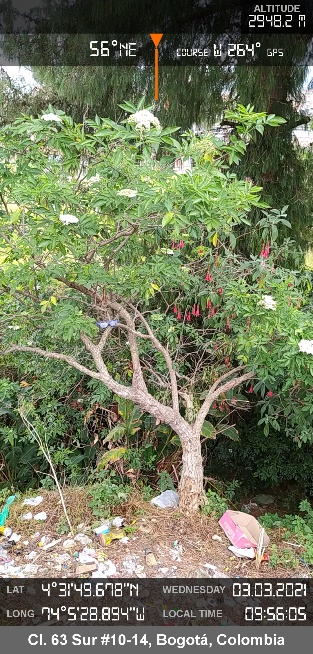 ALTITUDE
2948.2 M
56°NE
COURSE W 264° GPS
LAT 4°31'49.678"N WEDNESDAY 03.03.2021
LONG 74°5'28.894"W LOCAL TIME 09:56:05
Cl. 63 Sur #10-14, Bogotá, Colombia